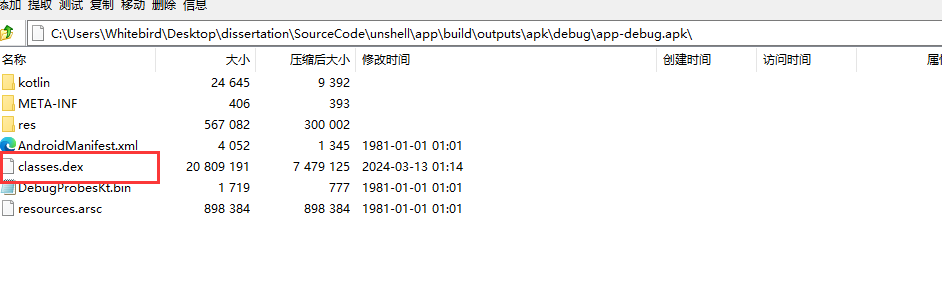 添加 提取 测试 复制 移动 删除 信息
C:\Users\Whitebird\Desktop\dissertation\SourceCode\unshell\app\build\outputs\apk\debug\app-debug.apk\
名称 大小 压缩后大小 修改时间 创建时间 访问时间 属
kotlin 24 645 9 392
META-INF 406 393
res 567 082 300 002
AndroidManifest.xml 4 052 1 345 1981-01-01 01:01
classes.dex 20 809 191 7 479 125 2024-03-13 01:14
DebugProbesKt.bin 1 719 777 1981-01-01 01:01
resources.arsc 898 384 898 384 1981-01-01 01:01